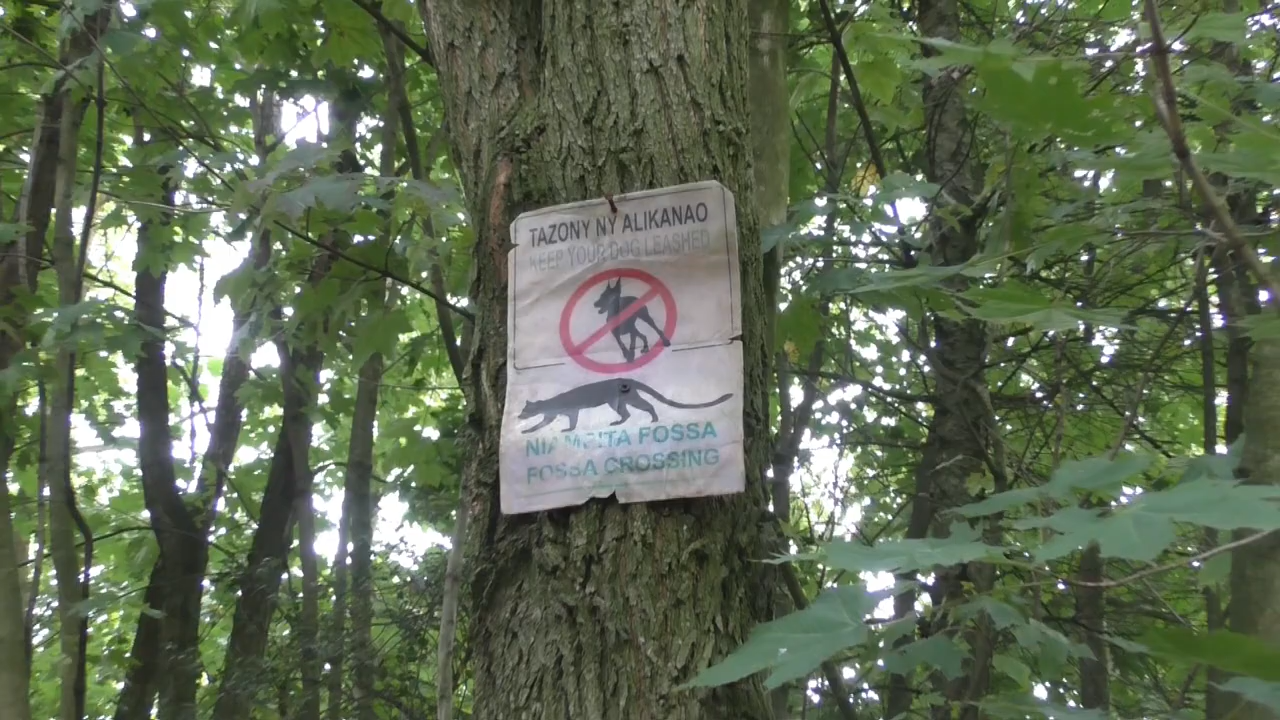 TAZONY NY ALIKANAO
KEEP YOUR DOG LEASHED
FOSSA
FOSSA CROSSING